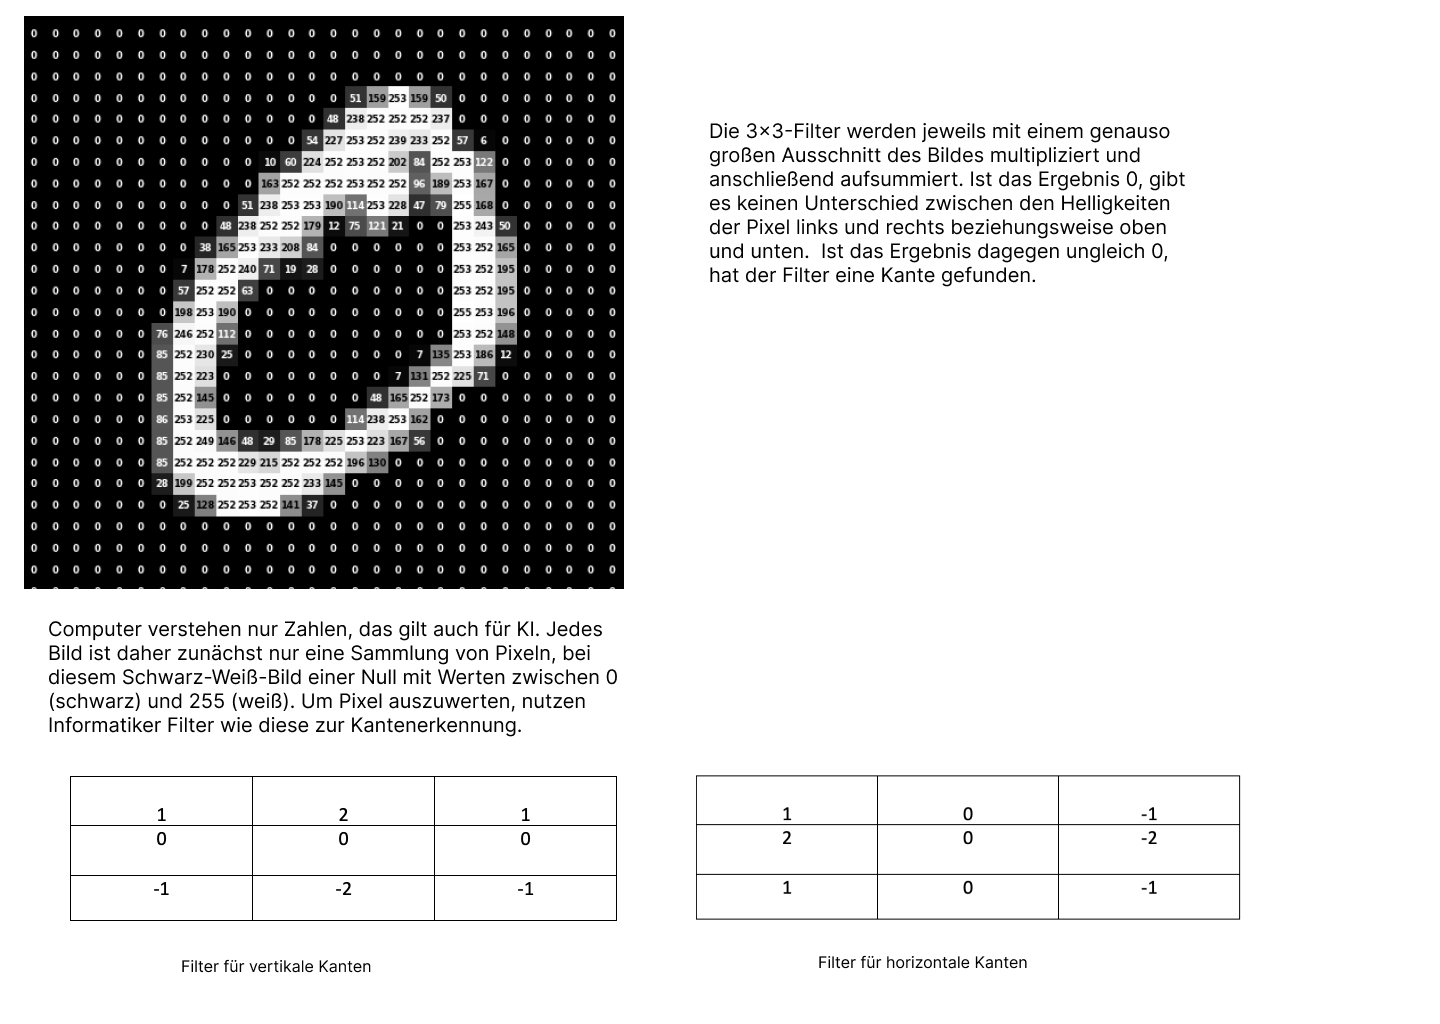 0 0 0 0 0 0 0 0 0 0 0 0 0 0 0 0 0 0 0 0 0 0 0 0 0 0 0 0
0 0 0 0 0 0 0 0 0 0 0 0 0 0 0 0 0 0 0 0 0 0 0 0 0 0 0 0
0 0 0 0 0 0 0 0 0 0 0 0 0 0 0 0 0 0 0 0 0 0 0 0 0 0 0 0
0 0 0 0 0 0 0 0 0 0 0 0 0 0 0 51 159 253 159 50 0 0 0 0 0 0 0 0
0 0 0 0 0 0 0 0 0 0 0 0 0 0 48 238 252 252 252 237 0 0 0 0 0 0 0 0
0 0 0 0 0 0 0 0 0 0 0 0 0 54 227 253 252 239 233 252 57 6 0 0 0 0 0 0
0 0 0 0 0 0 0 0 0 0 0 10 60 224 252 253 252 202 84 252 253 122 0 0 0 0 0 0
0 0 0 0 0 0 0 0 0 0 0 163 252 252 252 253 252 252 96 189 253 167 0 0 0 0 0 0
0 0 0 0 0 0 0 0 0 0 51 238 253 253 190 114 253 228 47 79 255 168 0 0 0 0 0 0
0 0 0 0 0 0 0 0 0 48 238 252 252 179 12 75 121 21 0 0 253 243 50 0 0 0 0 0
0 0 0 0 0 0 0 0 38 165 253 233 208 84 0 0 0 0 0 0 253 252 165 0 0 0 0 0
0 0 0 0 0 0 0 7 178 252 240 71 19 28 0 0 0 0 0 0 253 252 195 0 0 0 0 0
0 0 0 0 0 0 0 57 252 252 63 0 0 0 0 0 0 0 0 0 253 252 195 0 0 0 0 0
0 0 0 0 0 0 0 198 253 190 0 0 0 0 0 0 0 0 0 0 255 253 196 0 0 0 0 0
0 0 0 0 0 0 76 246 252 112 0 0 0 0 0 0 0 0 0 0 253 252 148 0 0 0 0 0
0 0 0 0 0 0 85 252 230 25 0 0 0 0 0 0 0 0 7 135 253 186 12 0 0 0 0 0
0 0 0 0 0 0 85 252 223 0 0 0 0 0 0 0 0 7 131 252 225 71 0 0 0 0 0 0
0 0 0 0 0 0 85 252 145 0 0 0 0 0 0 0 48 165 252 173 0 0 0 0 0 0 0 0
0 0 0 0 0 0 86 253 225 0 0 0 0 0 0 114 238 253 162 0 0 0 0 0 0 0 0 0
0 0 0 0 0 0 85 252 249 146 48 29 85 178 225 253 223 167 56 0 0 0 0 0 0 0 0 0
0 0 0 0 0 0 85 252 252 252 229 215 252 252 252 196 130 0 0 0 0 0 0 0 0 0 0 0
0 0 0 0 0 0 28 199 252 252 253 252 252 233 145 0 0 0 0 0 0 0 0 0 0 0 0 0
0 0 0 0 0 0 0 25 128 252 253 252 141 37 0 0 0 0 0 0 0 0 0 0 0 0 0 0
0 0 0 0 0 0 0 0 0 0 0 0 0 0 0 0 0 0 0 0 0 0 0 0 0 0 0 0
0 0 0 0 0 0 0 0 0 0 0 0 0 0 0 0 0 0 0 0 0 0 0 0 0 0 0 0
0 0 0 0 0 0 0 0 0 0 0 0 0 0 0 0 0 0 0 0 0 0 0 0 0 0 0 0
Die 3×3-Filter werden jeweils mit einem genauso
großen Ausschnitt des Bildes multipliziert und
anschließend aufsummiert. Ist das Ergebnis 0, gibt
es keinen Unterschied zwischen den Helligkeiten
der Pixel links und rechts beziehungsweise oben
und unten.  Ist das Ergebnis dagegen ungleich 0,
hat der Filter eine Kante gefunden.
Computer verstehen nur Zahlen, das gilt auch für KI. Jedes
Bild ist daher zunächst nur eine Sammlung von Pixeln, bei
diesem Schwarz-Weiß-Bild einer Null mit Werten zwischen 0
(schwarz) und 255 (weiß). Um Pixel auszuwerten, nutzen
Informatiker Filter wie diese zur Kantenerkennung.
1 2 1
0 0 0
-1 -2 -1
Filter für vertikale Kanten
1 0 -1
2 0 -2
1 0 -1
Filter für horizontale Kanten